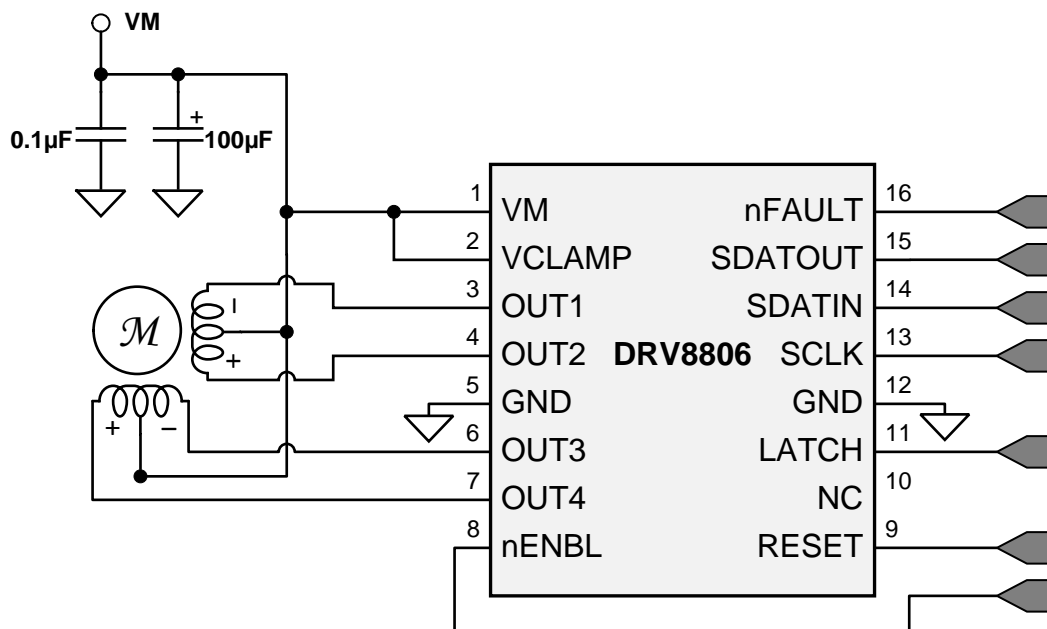 VM
+
0.1µF 100µF
1 VM nFAULT 16
2 VCLAMP SDATOUT 15
3 OUT1 SDATIN 14
M
4 OUT2 DRV8806 SCLK 13
– +
5 GND GND 12
+ –
6 OUT3 LATCH 11
7 OUT4 NC 10
8 nENBL RESET 9